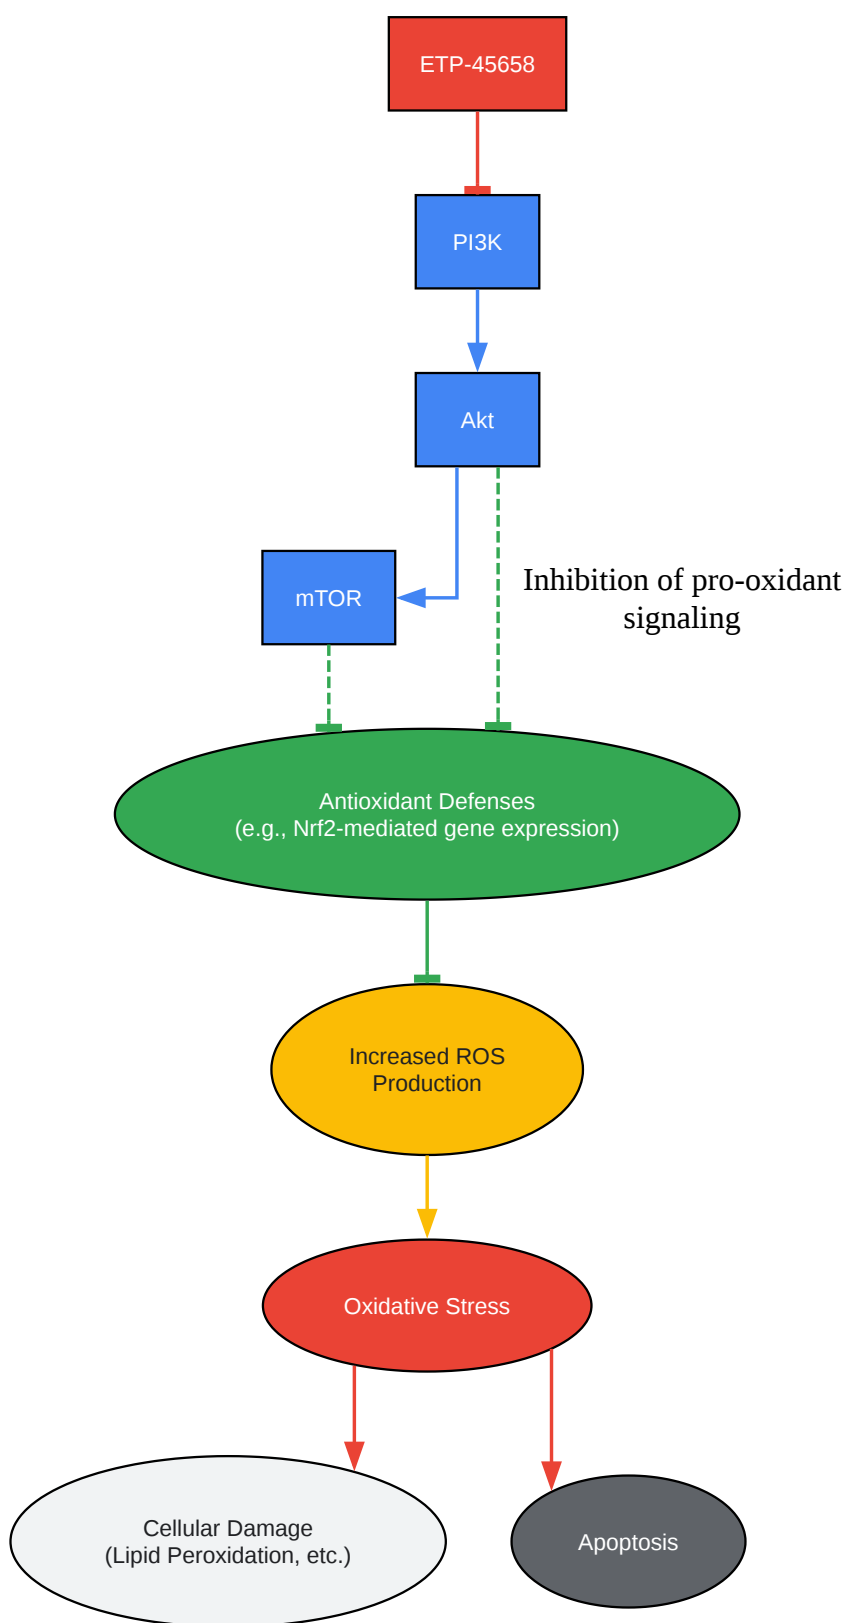 ETP-45658
PI3K
Akt
mTOR
Inhibition of pro-oxidant
signaling
Antioxidant Defenses
(e.g., Nrf2-mediated gene expression)
Increased ROS
Production
Oxidative Stress
Cellular Damage
(Lipid Peroxidation, etc.)
Apoptosis